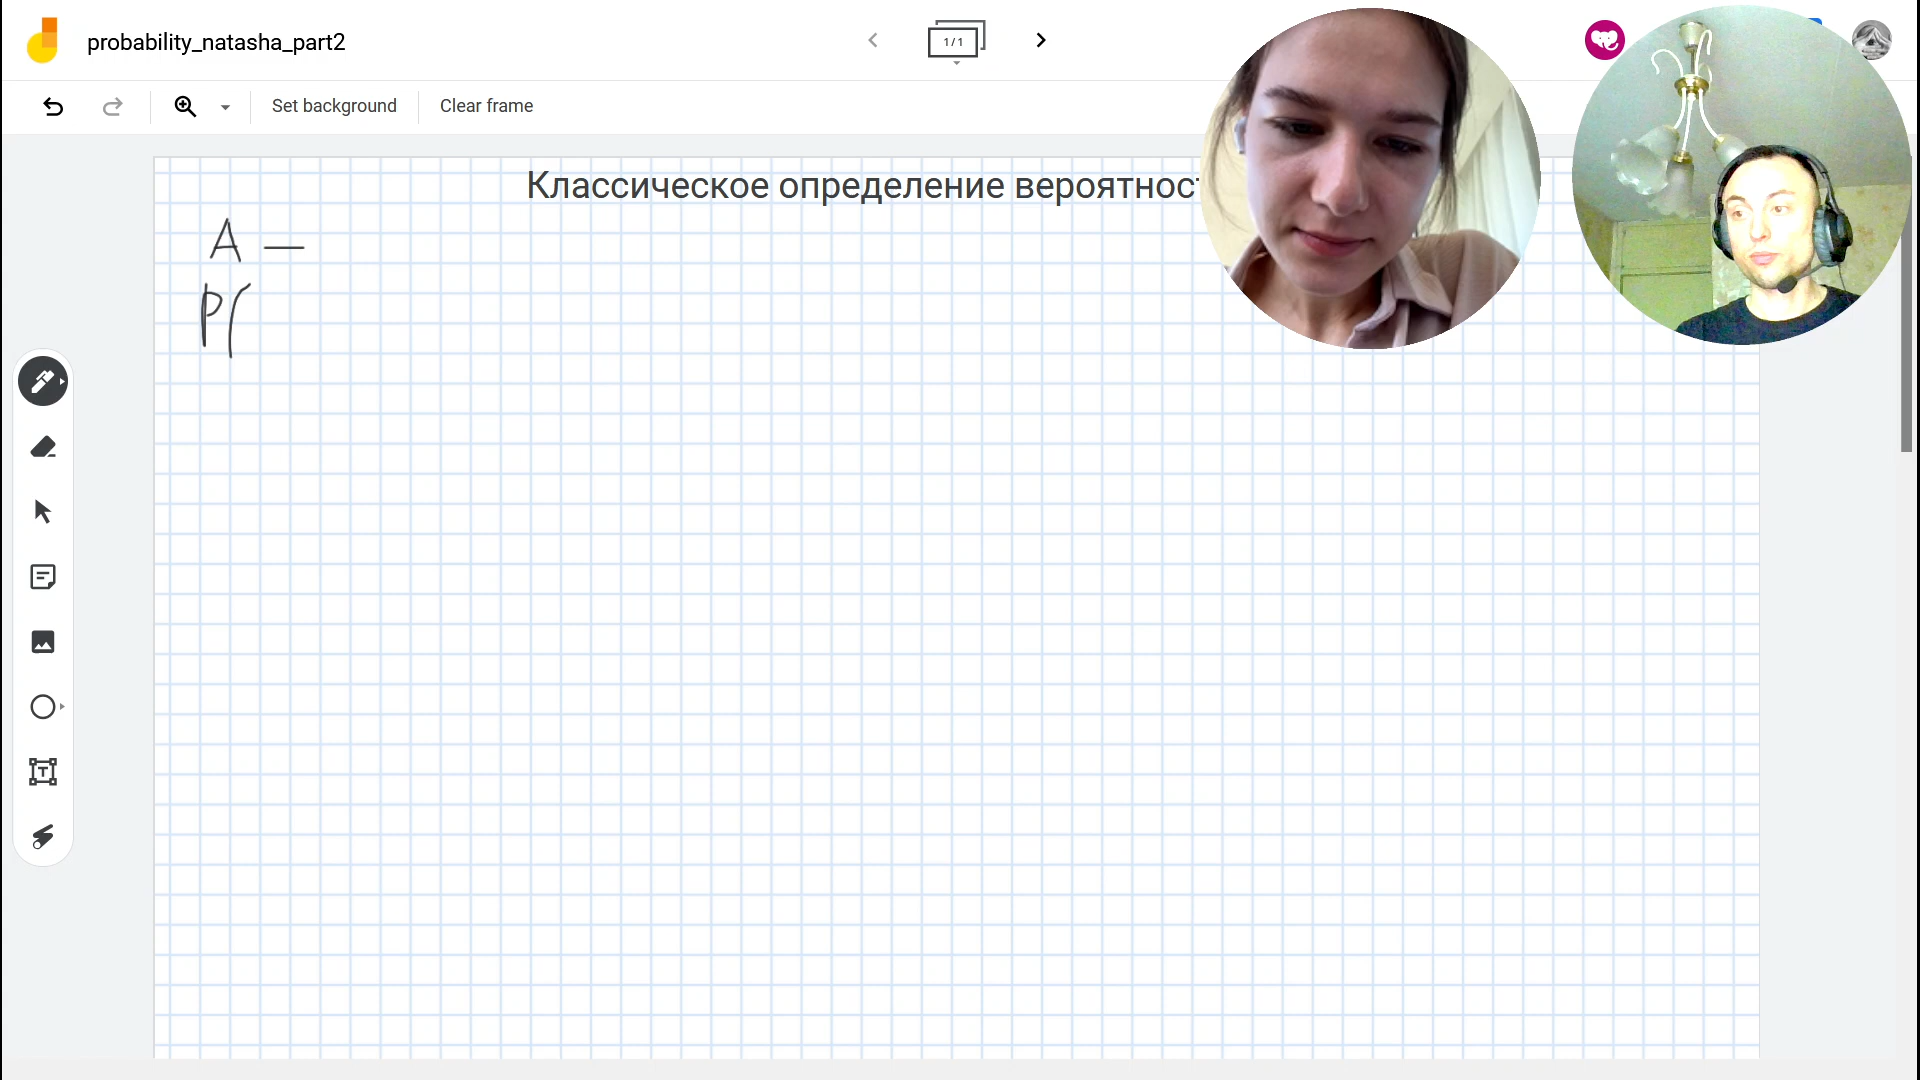 probability_natasha_part2
1/1
Set background
Clear frame
Классическое определение вероятнос
A —
P(